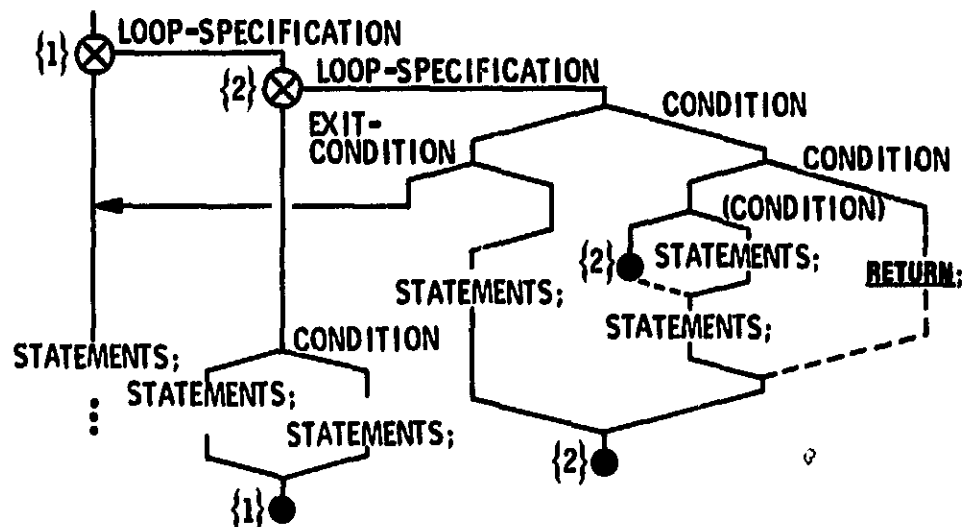 LOOP-SPECIFICATION
{1}
{2}
LOOP-SPECIFICATION
CONDITION
EXIT-
CONDITION
CONDITION
(CONDITION)
{2}
STATEMENTS;
RETURN;
STATEMENTS;
STATEMENTS;
CONDITION
STATEMENTS;
STATEMENTS;
STATEMENTS;
{2}
{1}